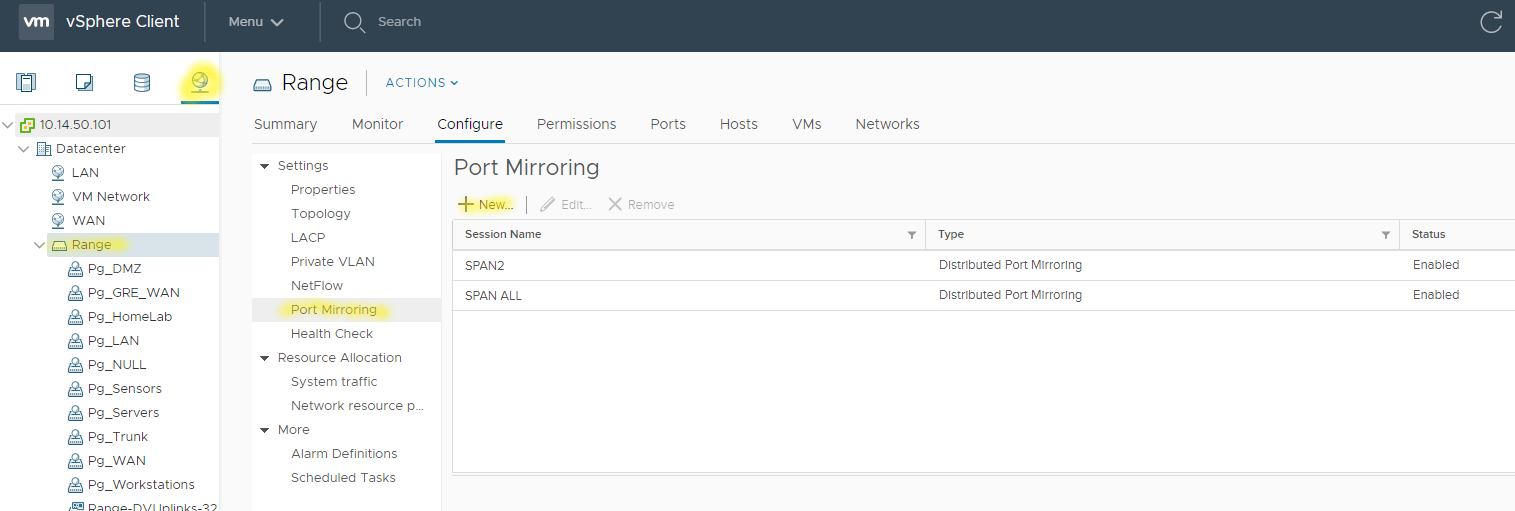 vm vSphere Client Menu Search
Range ACTIONS
Summary Monitor Configure Permissions Ports Hosts VMs Networks
10.14.50.101
Datacenter
LAN
VM Network
WAN
Range
Pg_DMZ
Pg_GRE_WAN
Pg_HomeLab
Pg_LAN
Pg_NULL
Pg_Sensors
Pg_Servers
Pg_Trunk
Pg_WAN
Pg_Workstations
Range-DVUplinks-32
Settings
Properties
Topology
LACP
Private VLAN
NetFlow
Port Mirroring
Health Check
Resource Allocation
System traffic
Network resource p...
More
Alarm Definitions
Scheduled Tasks
Port Mirroring
New... Edit... Remove
Session Name Type Status
SPAN2 Distributed Port Mirroring Enabled
SPAN ALL Distributed Port Mirroring Enabled